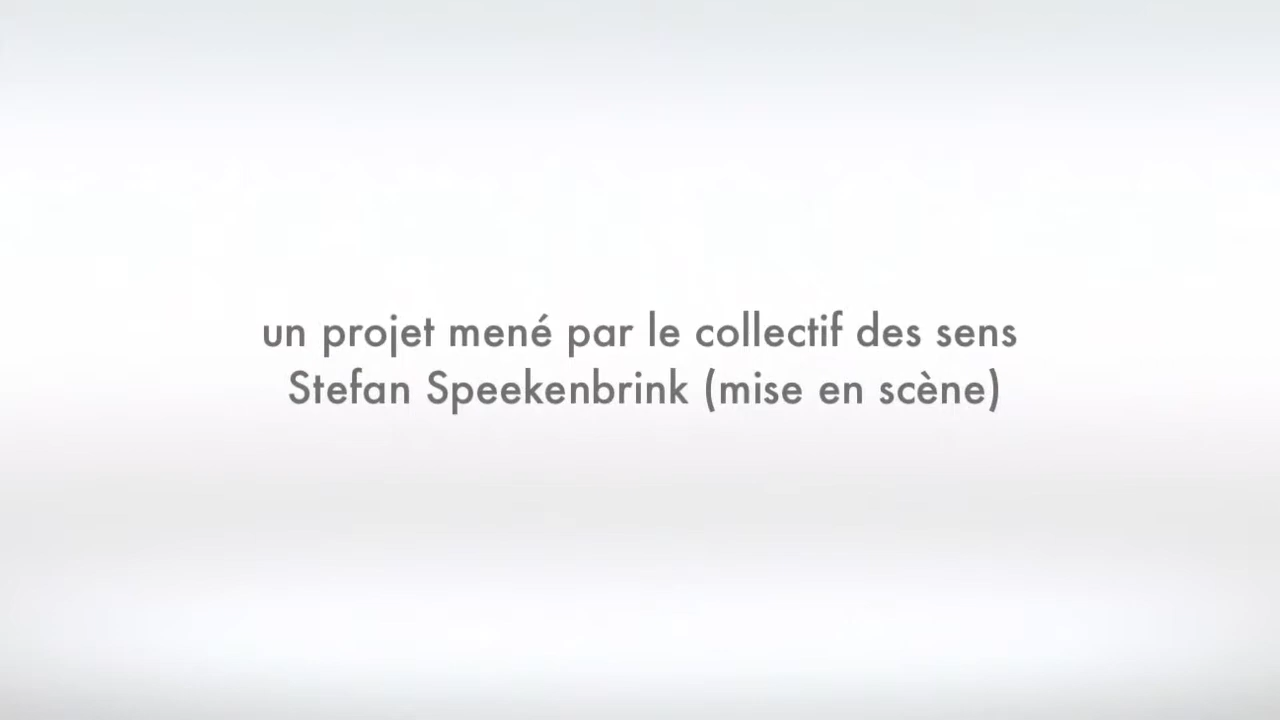 un projet mené par le collectif des sens
Stefan Speekenbrink (mise en scène)